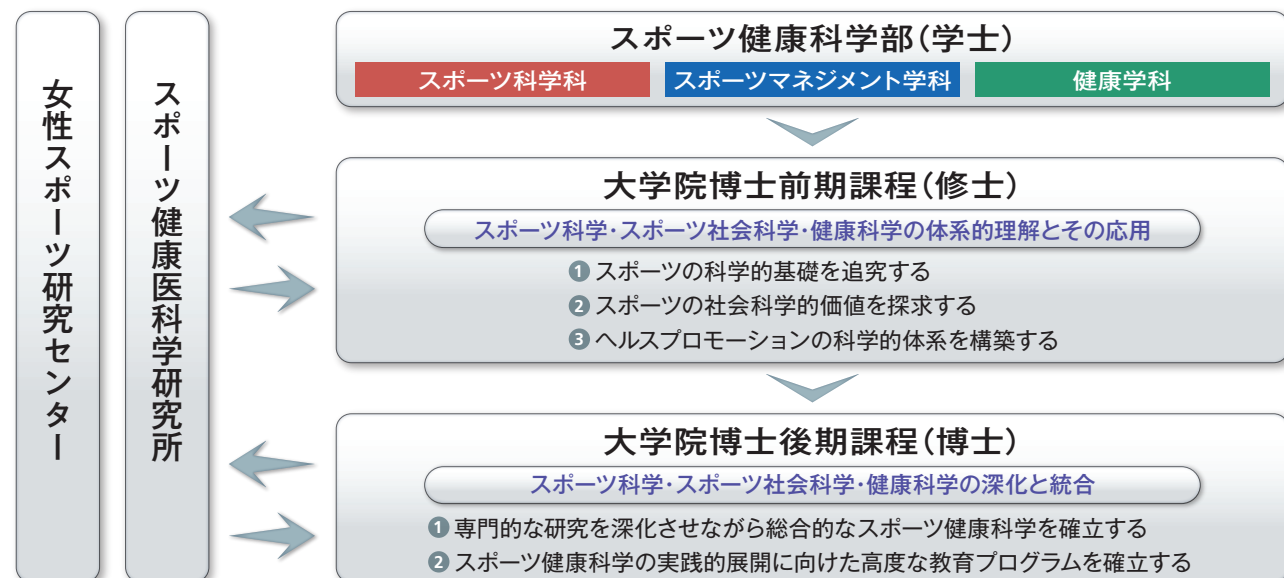 女性スポーツ研究センター
スポーツ健康医科学研究所
スポーツ健康科学部(学士)
スポーツ科学科
スポーツマネジメント学科
健康学科
大学院博士前期課程(修士)
スポーツ科学・スポーツ社会科学・健康科学の体系的理解とその応用
❶ スポーツの科学的基礎を追究する
❷ スポーツの社会科学的価値を探求する
❸ ヘルスプロモーションの科学的体系を構築する
大学院博士後期課程(博士)
スポーツ科学・スポーツ社会科学・健康科学の深化と統合
❶ 専門的な研究を深化させながら総合的なスポーツ健康科学を確立する
❷ スポーツ健康科学の実践的展開に向けた高度な教育プログラムを確立する